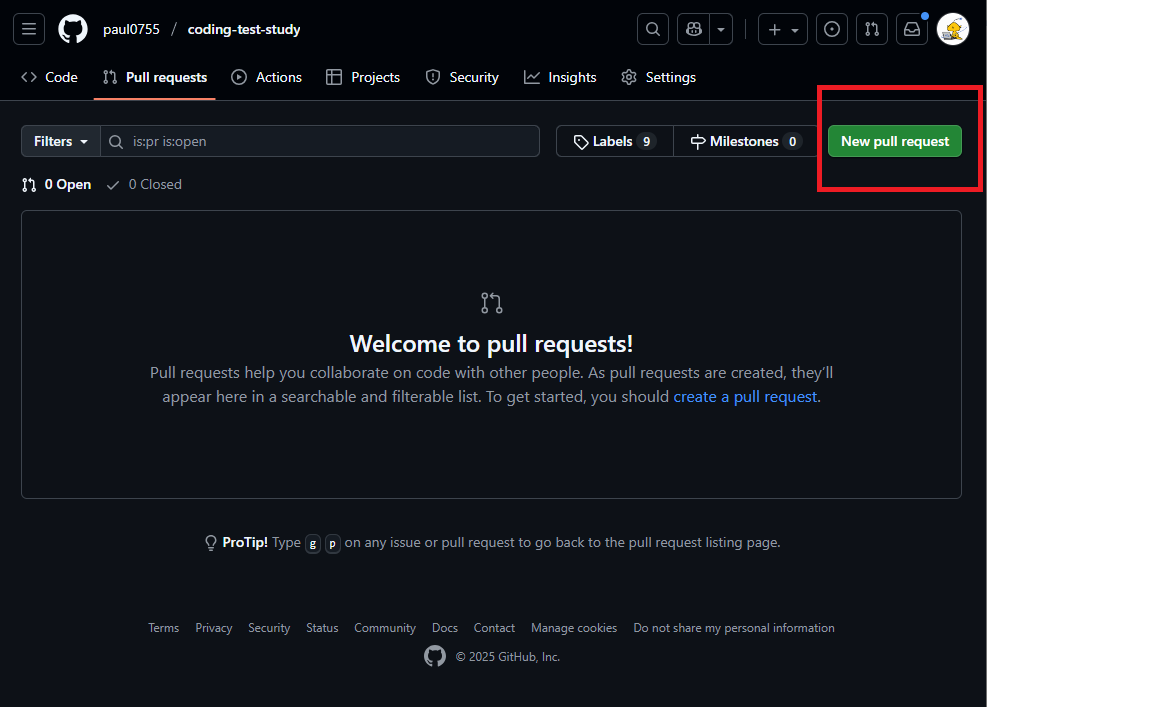 paul0755 / coding-test-study
Code Pull requests Actions Projects Security Insights Settings
Filters is:pr is:open Labels 9 Milestones 0 New pull request
0 Open 0 Closed
Welcome to pull requests!
Pull requests help you collaborate on code with other people. As pull requests are created, they’ll
appear here in a searchable and filterable list. To get started, you should create a pull request.
ProTip! Type g p on any issue or pull request to go back to the pull request listing page.
Terms Privacy Security Status Community Docs Contact Manage cookies Do not share my personal information
© 2025 GitHub, Inc.